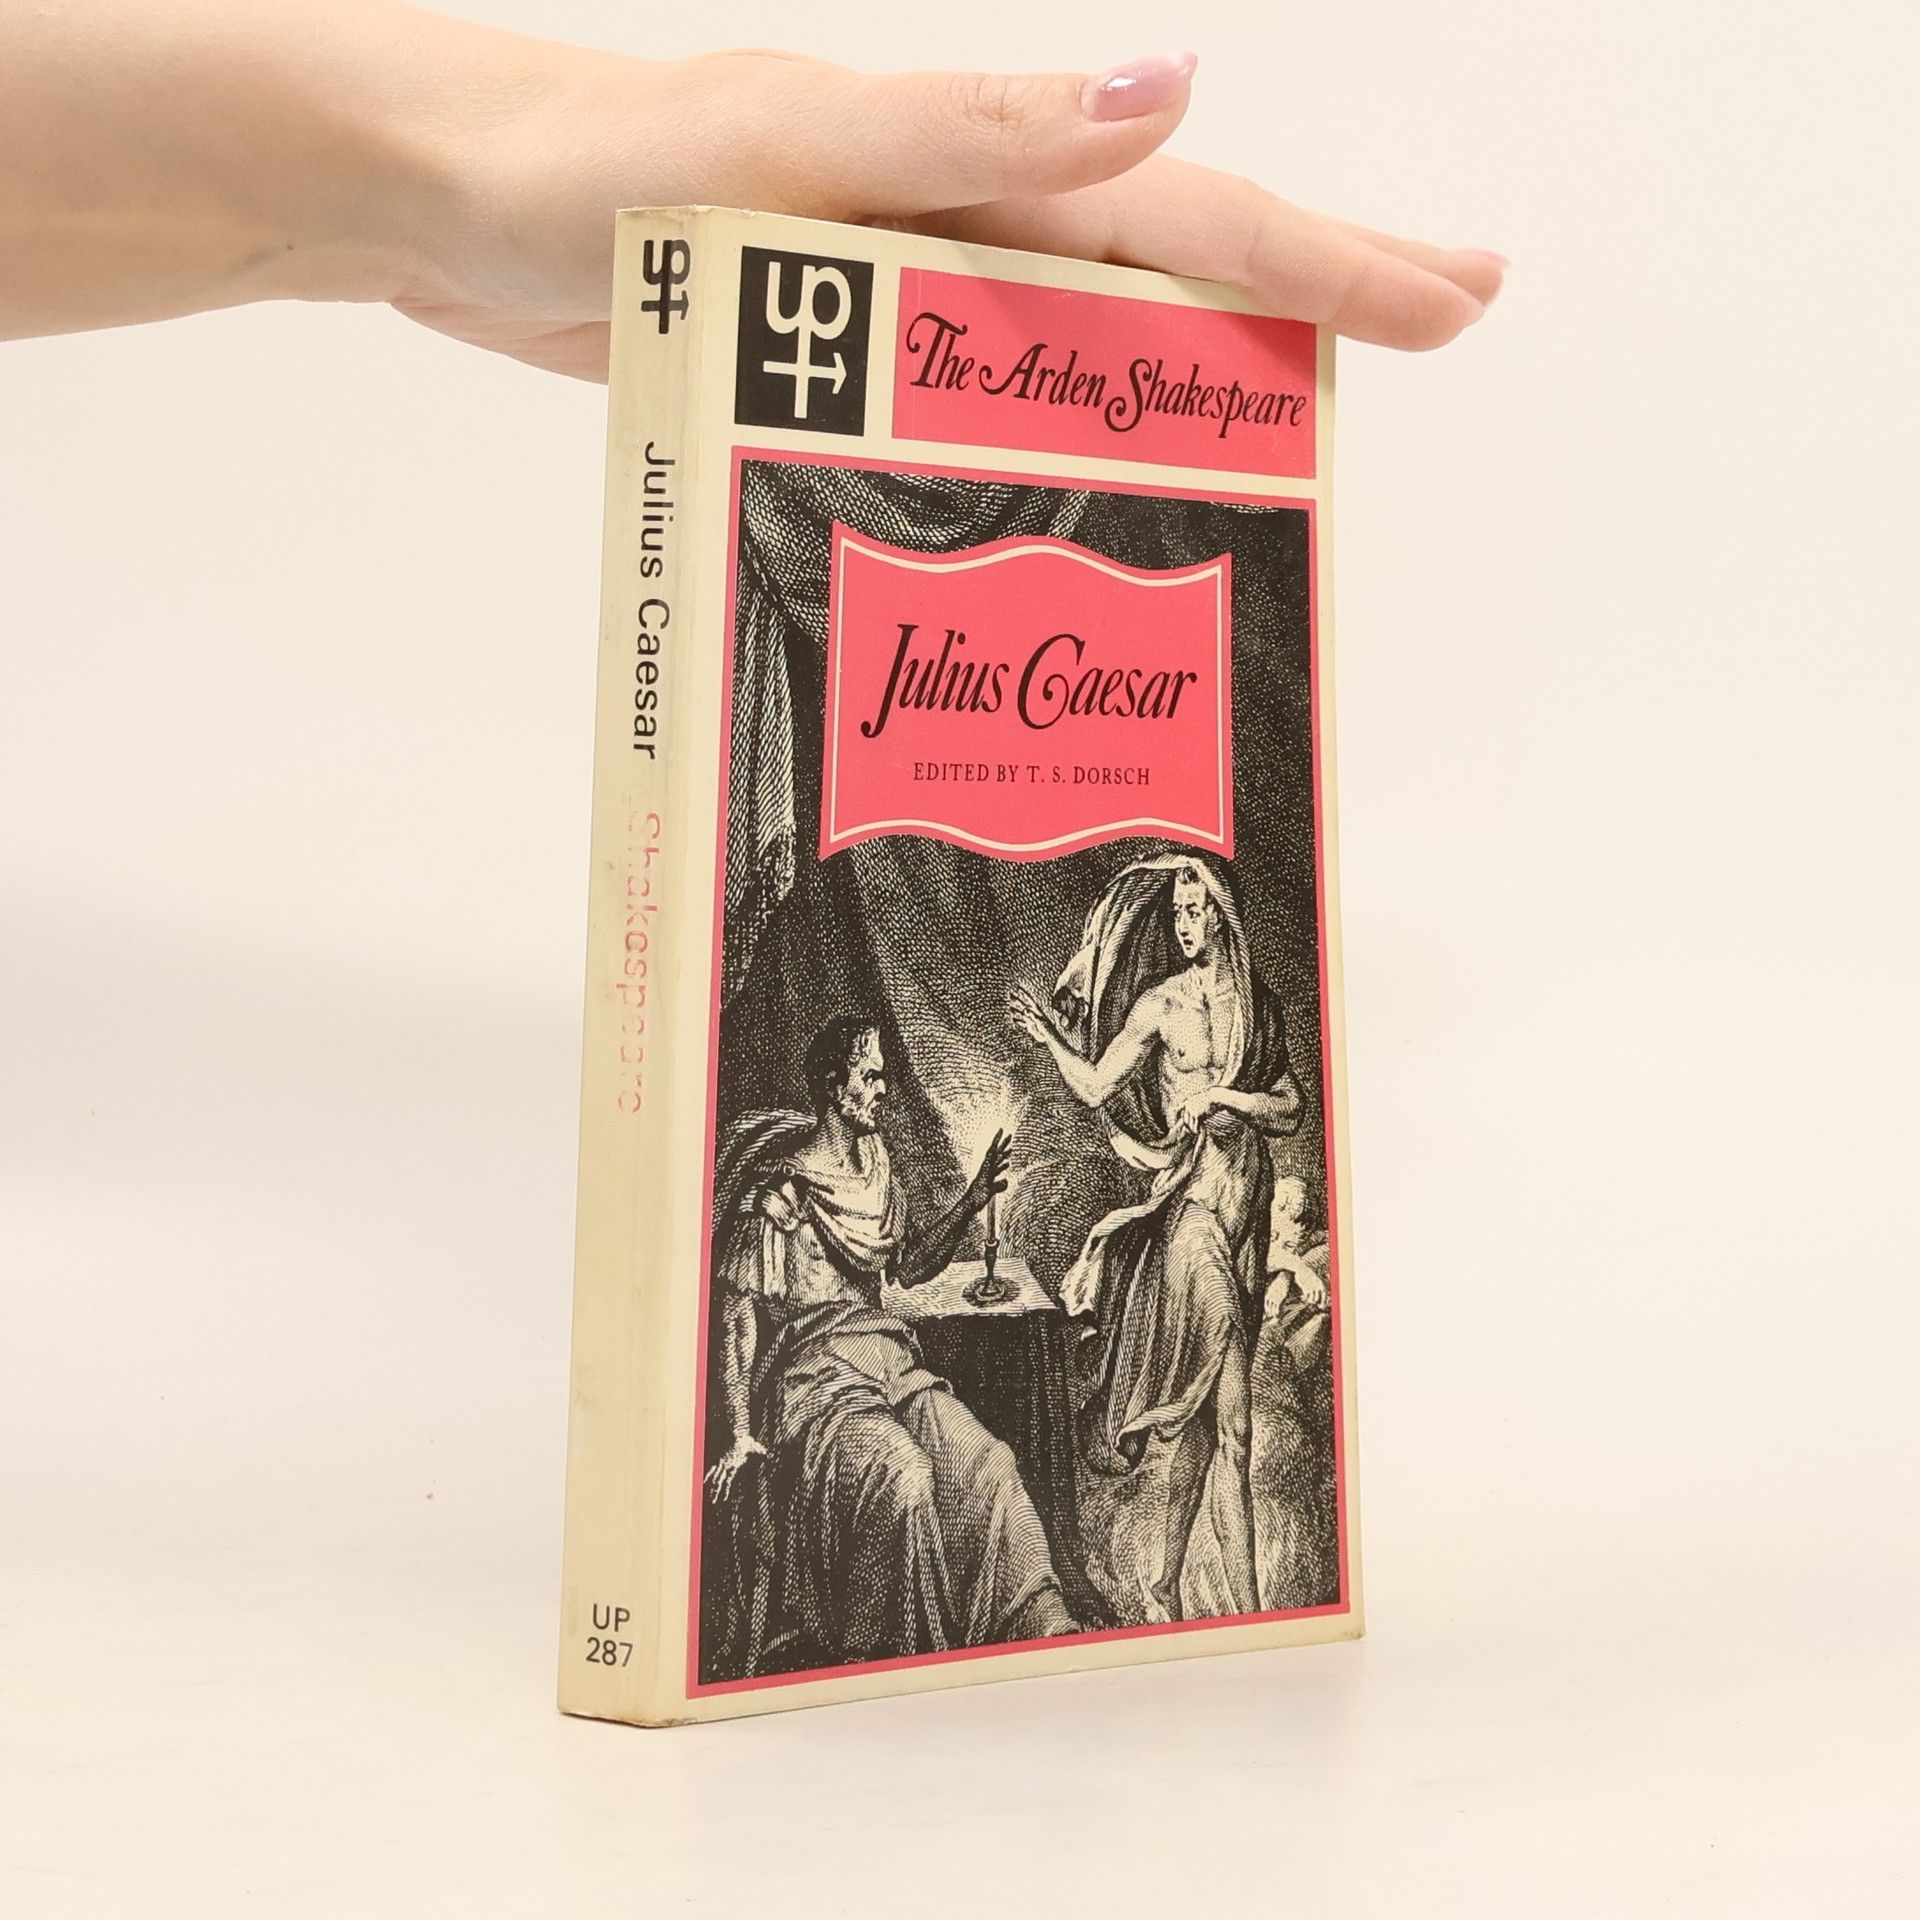 up
Julius Caesar Shakespeare
UP
287
up
The Arden Shakespeare
Julius Caesar
EDITED BY T. S. DORSCH